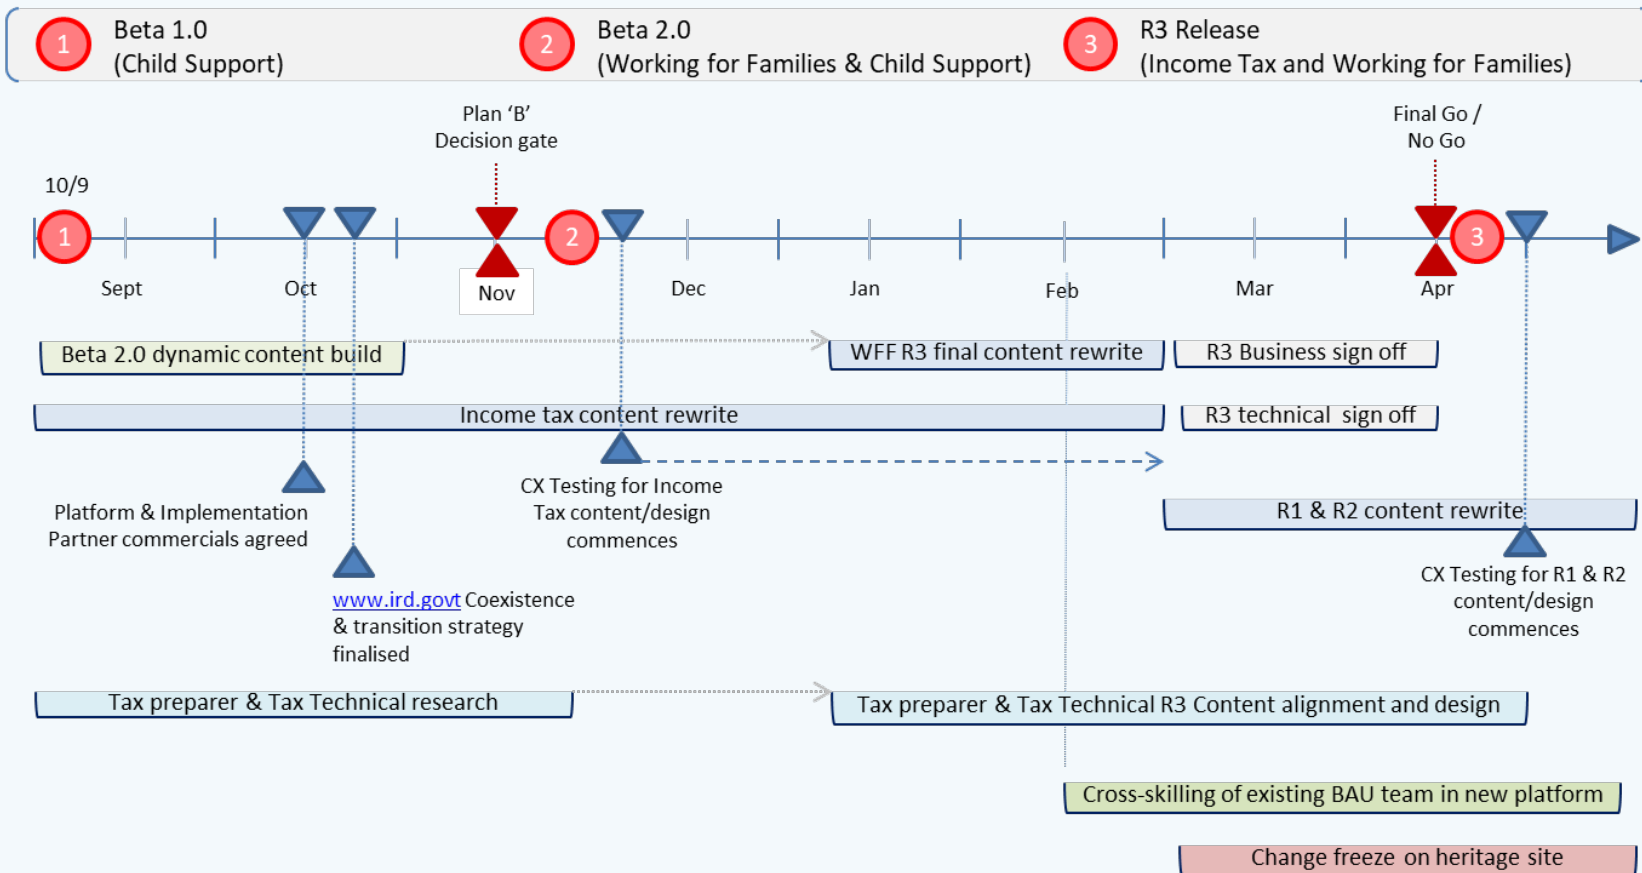 1
Beta 1.0
(Child Support)
2
Beta 2.0
(Working for Families & Child Support)
3
R3 Release
(Income Tax and Working for Families)
Plan ‘B’
Decision gate
Final Go /
No Go
10/9
1
2
3
Sept
Oct
Nov
Dec
Jan
Feb
Mar
Apr
Beta 2.0 dynamic content build
WFF R3 final content rewrite
R3 Business sign off
Income tax content rewrite
R3 technical sign off
Platform & Implementation
Partner commercials agreed
CX Testing for Income
Tax content/design
commences
R1 & R2 content rewrite
www.ird.govt Coexistence
& transition strategy
finalised
CX Testing for R1 & R2
content/design
commences
Tax preparer & Tax Technical research
Tax preparer & Tax Technical R3 Content alignment and design
Cross-skilling of existing BAU team in new platform
Change freeze on heritage site